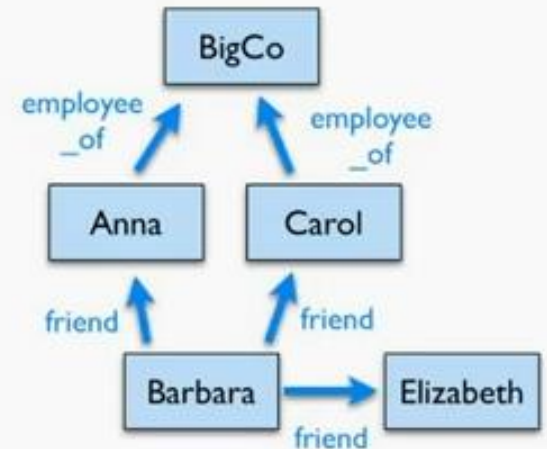 BigCo
employee
_of
employee
_of
Anna
Carol
friend
friend
Barbara
Elizabeth
friend